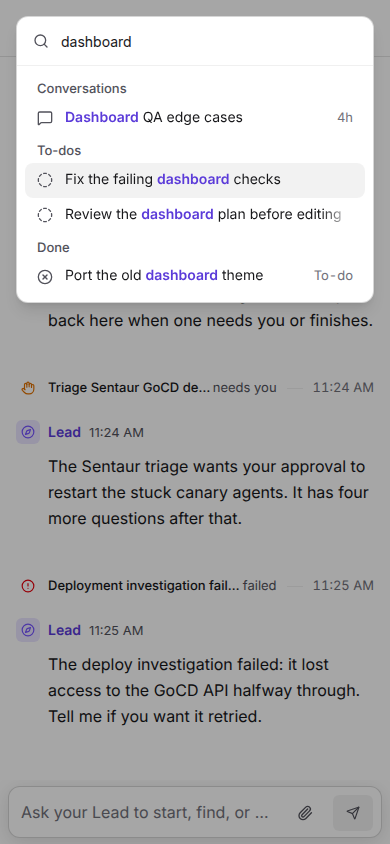 dashboard
Conversations
Dashboard QA edge cases 4h
To-dos
Fix the failing dashboard checks
Review the dashboard plan before editing
Done
Port the old dashboard theme To-do
back here when one needs you or finishes.
Triage Sentaur GoCD de... needs you 11:24 AM
Lead 11:24 AM
The Sentaur triage wants your approval to
restart the stuck canary agents. It has four
more questions after that.
Deployment investigation fail... failed 11:25 AM
Lead 11:25 AM
The deploy investigation failed: it lost
access to the GoCD API halfway through.
Tell me if you want it retried.
Ask your Lead to start, find, or ...